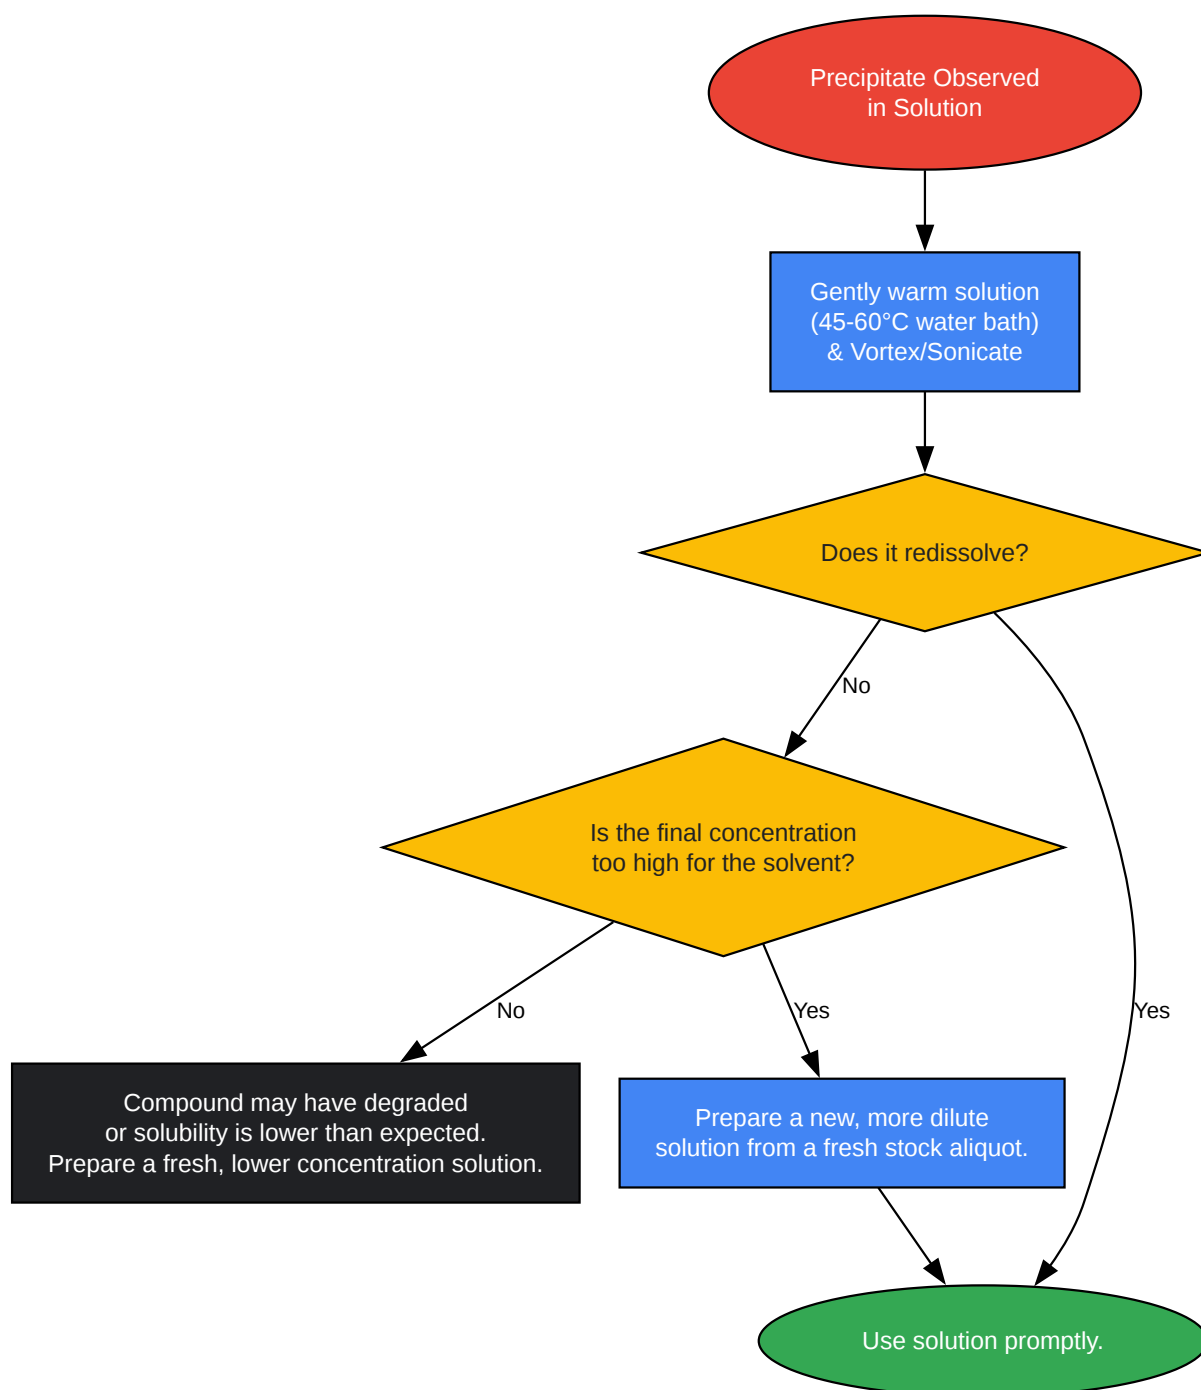 Precipitate Observed
in Solution
Gently warm solution
(45-60°C water bath)
& Vortex/Sonicate
Does it redissolve?
No
Is the final concentration
too high for the solvent?
No
Yes
Yes
Compound may have degraded
or solubility is lower than expected.
Prepare a fresh, lower concentration solution.
Prepare a new, more dilute
solution from a fresh stock aliquot.
Use solution promptly.